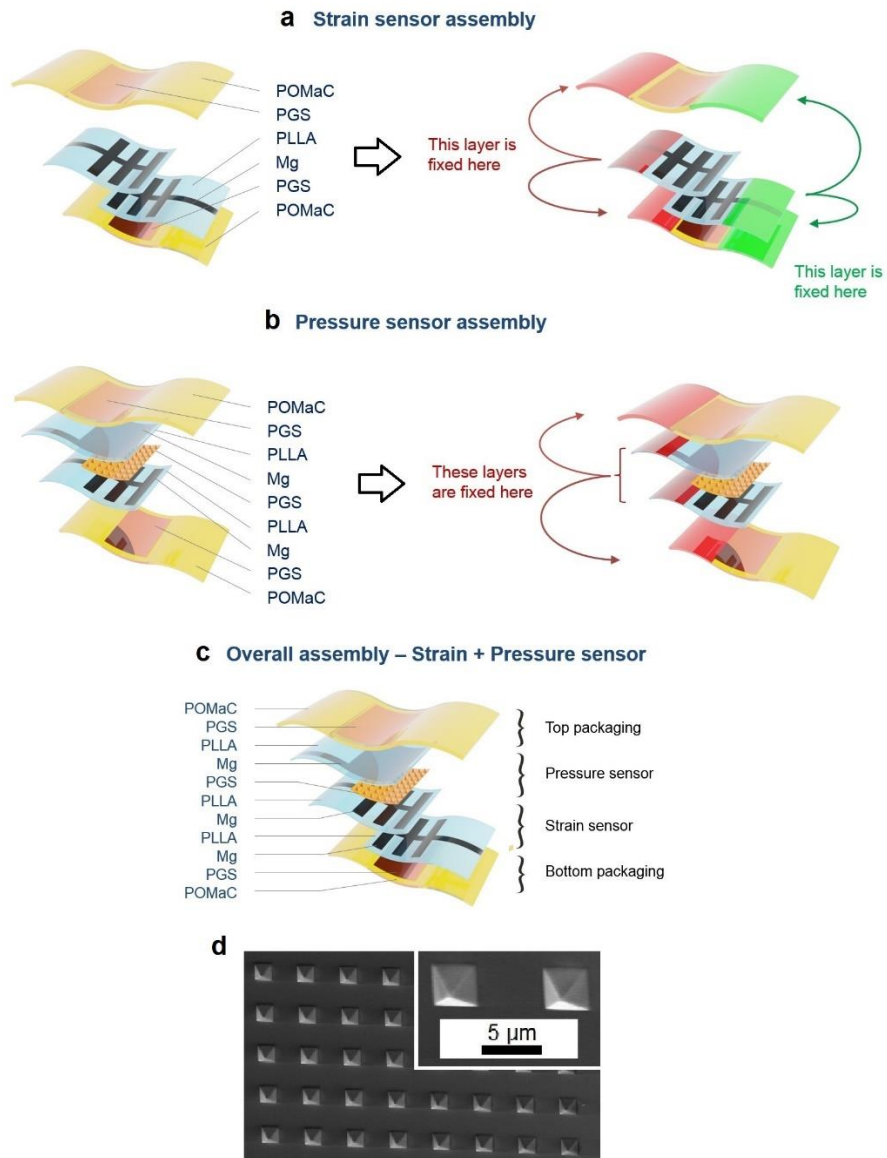 a Strain sensor assembly
POMaC
PGS
PLLA
Mg
PGS
POMaC
This layer is
fixed here
This layer is
fixed here
b Pressure sensor assembly
POMaC
PGS
PLLA
Mg
PGS
PLLA
Mg
PGS
POMaC
These layers
are fixed here
c Overall assembly – Strain + Pressure sensor
POMaC
PGS
PLLA
Mg
PGS
PLLA
Mg
PLLA
Mg
PGS
POMaC
Top packaging
Pressure sensor
Strain sensor
Bottom packaging
d
5 µm